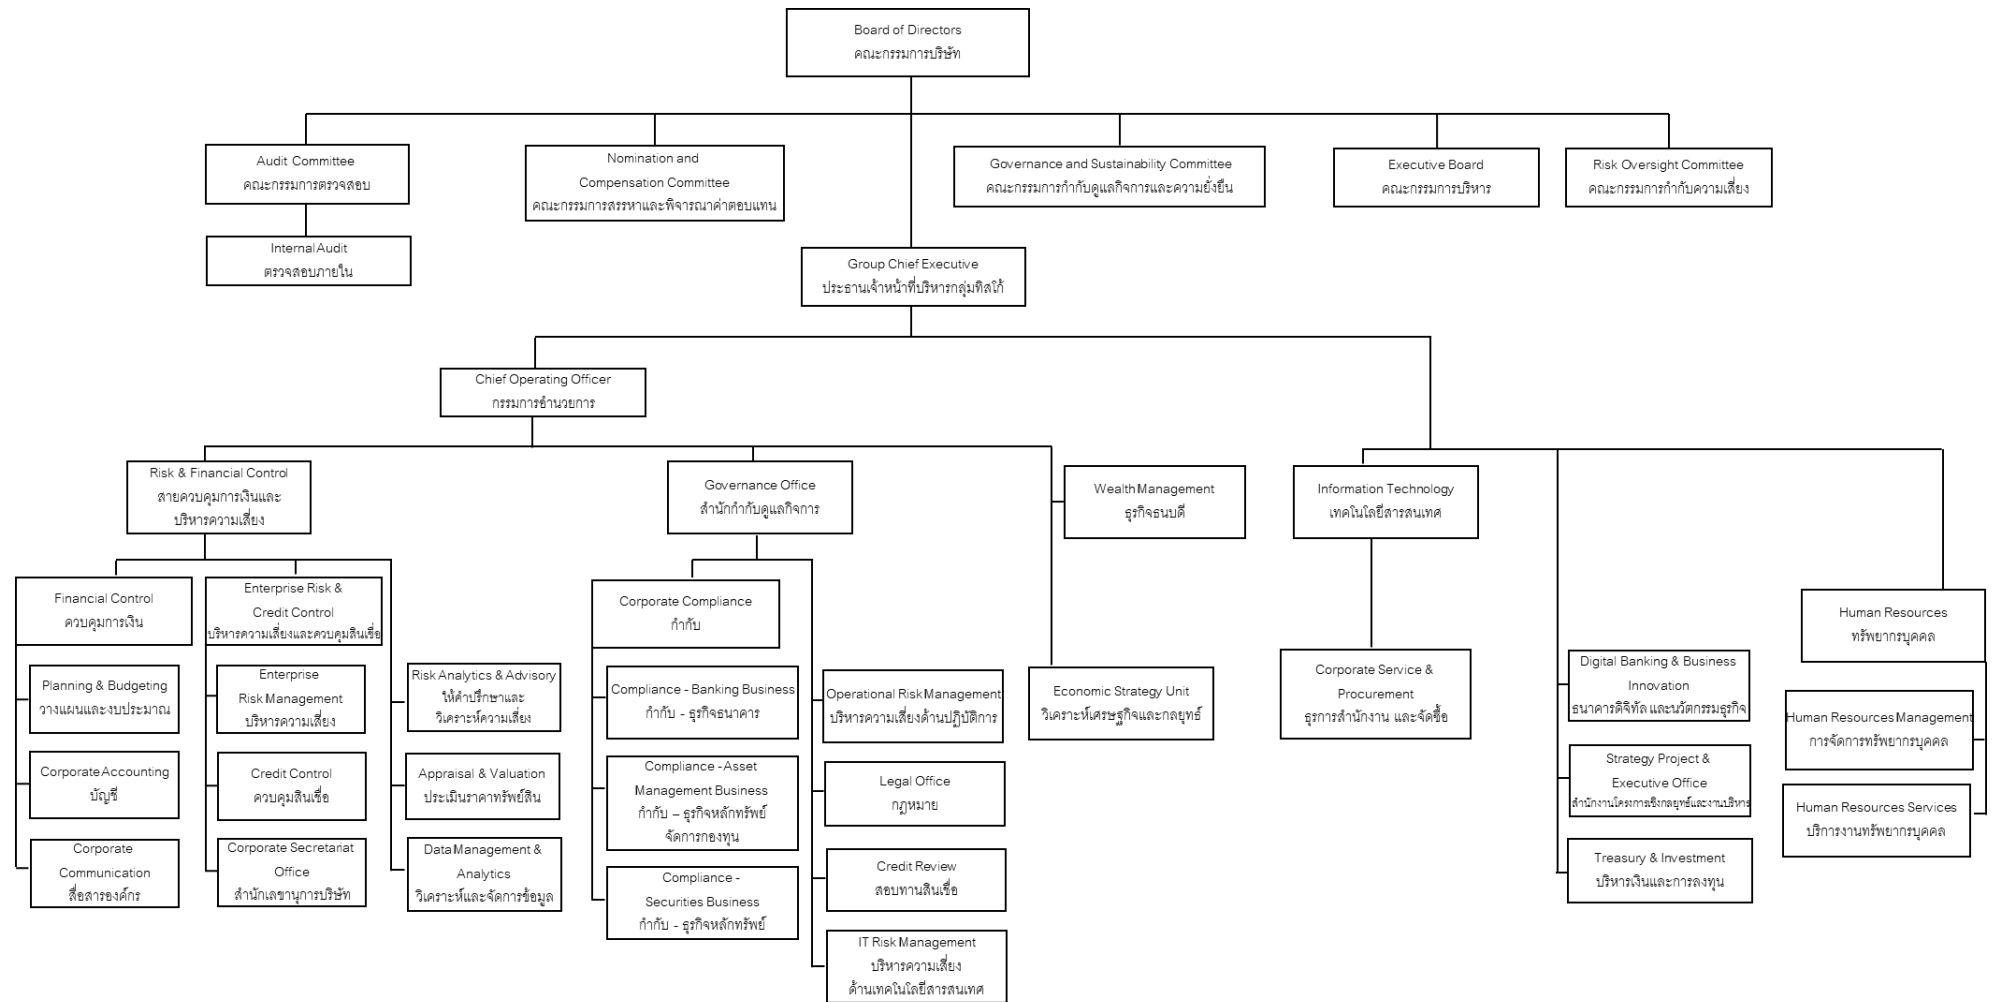 Board of Directors
คณะกรรมการบริษัท
Audit Committee
คณะกรรมการตรวจสอบ
Nomination and
Compensation Committee
คณะกรรมการสรรหาและพิจารณาค่าตอบแทน
Governance and Sustainability Committee
คณะกรรมการกำกับดูแลกิจการและความยั่งยืน
Executive Board
คณะกรรมการบริหาร
Risk Oversight Committee
คณะกรรมการกำกับความเสี่ยง
Internal Audit
ตรวจสอบภายใน
Group Chief Executive
ประธานเจ้าหน้าที่บริหารกลุ่มทิสโก้
Chief Operating Officer
กรรมการอำนวยการ
Risk & Financial Control
สายควบคุมการเงินและ
บริหารความเสี่ยง
Governance Office
สำนักกำกับดูแลกิจการ
Wealth Management
ธุรกิจธนบดี
Information Technology
เทคโนโลยีสารสนเทศ
Financial Control
ควบคุมการเงิน
Enterprise Risk &
Credit Control
บริหารความเสี่ยงและควบคุมสินเชื่อ
Corporate Compliance
กำกับ
Human Resources
ทรัพยากรบุคคล
Planning & Budgeting
วางแผนและงบประมาณ
Enterprise
Risk Management
บริหารความเสี่ยง
Risk Analytics & Advisory
ให้คำปรึกษาและ
วิเคราะห์ความเสี่ยง
Compliance - Banking Business
กำกับ - ธุรกิจธนาคาร
Operational Risk Management
บริหารความเสี่ยงด้านปฏิบัติการ
Economic Strategy Unit
วิเคราะห์เศรษฐกิจและกลยุทธ์
Corporate Service &
Procurement
ธุรการสำนักงาน และจัดซื้อ
Digital Banking & Business
Innovation
ธนาคารดิจิทัล และนวัตกรรมธุรกิจ
Human Resources Management
การจัดการทรัพยากรบุคคล
Corporate Accounting
บัญชี
Credit Control
ควบคุมสินเชื่อ
Appraisal & Valuation
ประเมินราคาทรัพย์สิน
Compliance - Asset
Management Business
กำกับ – ธุรกิจหลักทรัพย์
จัดการกองทุน
Legal Office
กฎหมาย
Strategy Project &
Executive Office
สำนักงานโครงการเชิงกลยุทธ์และงานบริหาร
Human Resources Services
บริการงานทรัพยากรบุคคล
Corporate
Communication
สื่อสารองค์กร
Corporate Secretariat
Office
สำนักเลขานุการบริษัท
Data Management &
Analytics
วิเคราะห์และจัดการข้อมูล
Compliance -
Securities Business
กำกับ - ธุรกิจหลักทรัพย์
Credit Review
สอบทานสินเชื่อ
Treasury & Investment
บริหารเงินและการลงทุน
IT Risk Management
บริหารความเสี่ยง
ด้านเทคโนโลยีสารสนเทศ